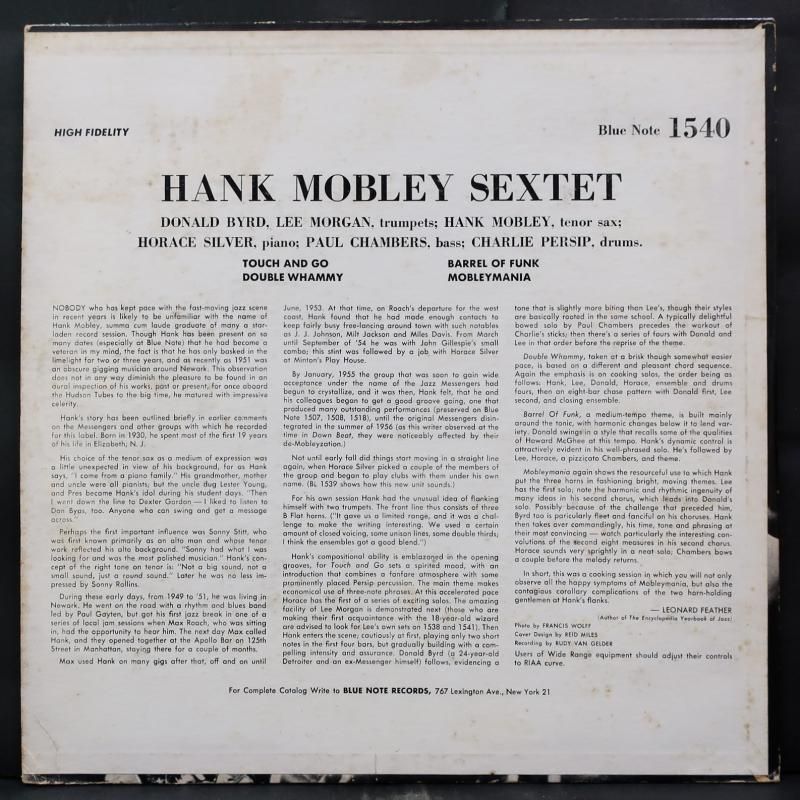 HIGH FIDELITY
Blue Note 1540
HANK MOBLEY SEXTET
DONALD BYRD, LEE MORGAN, trumpets; HANK MOBLEY, tenor sax;
HORACE SILVER, piano; PAUL CHAMBERS, bass; CHARLIE PERSIP, drums.
TOUCH AND GO
DOUBLE WHAMMY
BARREL OF FUNK
MOBLEYMANIA
NOBODY who has kept pace with the fast-moving jazz scene
in recent years is likely to be unfamiliar with the name of
Hank Mobley, summa cum laude graduate of many a star-
laden record session. Though Hank has been present on so
many dates (especially at Blue Note) that he had become a
veteran in my mind, the fact is that he has only basked in the
limelight for two or three years, and as recently as 1951 was
an obscure gigging musician around Newark. This observation
does not in any way diminish the pleasure to be found in an
aural inspection of his works, past or present; for once aboard
the Hudson Tubes to the big time, he matured with impressive
celerity.
Hank's story has been outlined briefly in earlier comments
on the Messengers and other groups with which he recorded
for this label. Born in 1930, he spent most of the first 19 years
of his life in Elizabeth, N. J.
His choice of the tenor sax as a medium of expression was
a little unexpected in view of his background, for as Hank
says, "I come from a piano family." His grandmother, mother
and uncle were all pianists; but the uncle dug Lester Young,
and Pres became Hank's idol during his student days. "Then
I went down the line to Dexter Gordon — I liked to listen to
Don Byas, too. Anyone who can swing and get a message
across."
Perhaps the first important influence was Sonny Stitt, who
was first known primarily as an alto man and whose tenor
work reflected his alto background. "Sonny had what I was
looking for and was the most polished musician." Hank's con-
cept of the right tone on tenor is: "Not a big sound, not a
small sound, just a round sound." Later he was no less im-
pressed by Sonny Rollins.
During these early days, from 1949 to '51, he was living in
Newark. He went on the road with a rhythm and blues band
led by Paul Gayten, but got his first jazz break in one of a
series of local jam sessions when Max Roach, who was sitting
in, had the opportunity to hear him. The next day Max called
Hank, and they opened together at the Apollo Bar on 125th
Street in Manhattan, staying there for a couple of months.
Max used Hank on many gigs after that, off and on until
June, 1953. At that time, on Roach's departure for the west
coast, Hank found that he had made enough contacts to
keep fairly busy free-lancing around town with such notables
as J. J. Johnson, Milt Jackson and Miles Davis. From March
until September of '54 he was with John Gillespie's small
combo; this stint was followed by a job with Horace Silver
at Minton's Play House.
By January, 1955 the group that was soon to gain wide
acceptance under the name of the Jazz Messengers had
begun to crystallize, and it was then, Hank felt, that he and
his colleagues began to get a good groove going, one that
produced many outstanding performances (preserved on Blue
Note 1507, 1508, 1518), until the original Messengers disin-
tegrated in the summer of 1956 (as this writer observed at the
time in Down Beat, they were noticeably affected by their
de-Mobleyzation.)
Not until early fall did things start moving in a straight line
again, when Horace Silver picked a couple of the members of
the group and began to play clubs with them under his own
name. (BL 1539 shows how this new unit sounds.)
For his own session Hank had the unusual idea of flanking
himself with two trumpets. The front line thus consists of three
B Flat horns. ("It gave us a limited range, and it was a chal-
lenge to make the writing interesting. We used a certain
amount of closed voicing, some unison lines, some double thirds;
I think the ensembles got a good blend.")
Hank's compositional ability is emblazoned in the opening
grooves, for Touch and Go sets a spirited mood, with an
introduction that combines a fanfare atmosphere with some
prominently placed Persip percussion. The main theme makes
economical use of three-note phrases. At this accelerated pace
Horace has the first of a series of exciting solos. The amazing
facility of Lee Morgan is demonstrated next (those who are
making their first acquaintance with the 18-year-old wizard
are advised to look for Lee's own sets on 1538 and 1541). Then
Hank enters the scene; cautiously at first, playing only two short
notes in the first four bars, but gradually building with a com-
pelling intensity and assurance. Donald Byrd (a 24-year-old
Detroiter and an ex-Messenger himself) follows, evidencing a
tone that is slightly more biting than Lee's, though their styles
are basically rooted in the same school. A typically delightful
bowed solo by Paul Chambers precedes the workout of
Charlie's sticks; then there's a series of fours with Donald and
Lee in that order before the reprise of the theme.
Double Whammy, taken at a brisk though somewhat easier
pace, is based on a different and pleasant chord sequence.
Again the emphasis is on cooking solos, the order being as
follows: Hank, Lee, Donald, Horace, ensemble and drums
fours, then an eight-bar chase pattern with Donald first, Lee
second, and closing ensemble.
Barrel Of Funk, a medium-tempo theme, is built mainly
around the tonic, with harmonic changes below it to lend var-
iety. Donald swings in a style that recalls some of the qualities
of Howard McGhee at this tempo. Hank's dynamic control is
attractively evident in his well-phrased solo. He's followed by
Lee, Horace, a pizzicato Chambers, and theme.
Mobleymania again shows the resourceful use to which Hank
put the three horns in fashioning bright, moving themes. Lee
has the first solo; note the harmonic and rhythmic ingenuity of
many ideas in his second chorus, which leads into Donald's
solo. Possibly because of the challenge that preceded him,
Byrd too is particularly fleet and fanciful on his choruses. Hank
then takes over commandingly, his time, tone and phrasing at
their most convincing — watch particularly the interesting con-
volutions of the second eight measures in his second chorus.
Horace sounds very sprightly in a neat solo; Chambers bows
a couple before the melody returns.
In short, this was a cooking session in which you will not only
observe all the happy symptoms of Mobleymania, but also the
contagious corollary complications of the two horn-holding
gentlemen at Hank's flanks.
— LEONARD FEATHER
(Author of The Encyclopedia Yearbook of Jazz)
Photo by FRANCIS WOLFF
Cover Design by REID MILES
Recording by RUDY VAN GELDER
Users of Wide Range equipment should adjust their controls
to RIAA curve.
For Complete Catalog Write to BLUE NOTE RECORDS, 767 Lexington Ave., New York 21